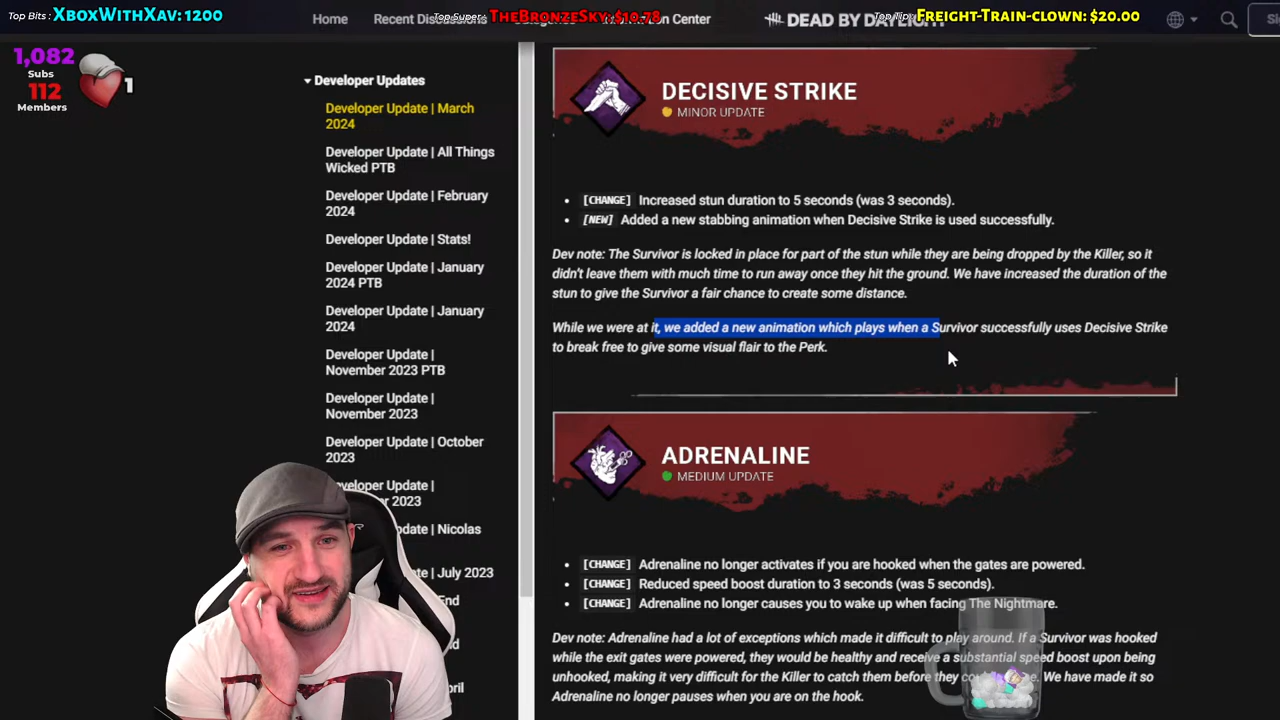 Top Bits: XBOXWITHXAV: 1200
Top Super: THEBRONZESKY: $10.78
FREIGHT-TRAIN-CLOWN: $20.00
Home
Recent
DEAD BY DAYLIGHT
1,082
Subs
112
Members
1
Developer Updates
Developer Update | March
2024
Developer Update | All Things
Wicked PTB
Developer Update | February
2024
Developer Update | Stats!
Developer Update | January
2024 PTB
Developer Update | January
2024
Developer Update |
November 2023 PTB
Developer Update |
November 2023
Developer Update | October
2023
Update |
2023
Update | Nicolas
Update | July 2023
DECISIVE STRIKE
MINOR UPDATE
[CHANGE] Increased stun duration to 5 seconds (was 3 seconds).
[NEW] Added a new stabbing animation when Decisive Strike is used successfully.
Dev note: The Survivor is locked in place for part of the stun while they are being dropped by the Killer, so it
didn't leave them with much time to run away once they hit the ground. We have increased the duration of the
stun to give the Survivor a fair chance to create some distance.
While we were at it, we added a new animation which plays when a Survivor successfully uses Decisive Strike
to break free to give some visual flair to the Perk.
ADRENALINE
MEDIUM UPDATE
[CHANGE] Adrenaline no longer activates if you are hooked when the gates are powered.
[CHANGE] Reduced speed boost duration to 3 seconds (was 5 seconds).
[CHANGE] Adrenaline no longer causes you to wake up when facing The Nightmare.
Dev note: Adrenaline had a lot of exceptions which made it difficult to play around. If a Survivor was hooked
while the exit gates were powered, they would be healthy and receive a substantial speed boost upon being
unhooked, making it very difficult for the Killer to catch them before they We have made it so
Adrenaline no longer pauses when you are on the hook.